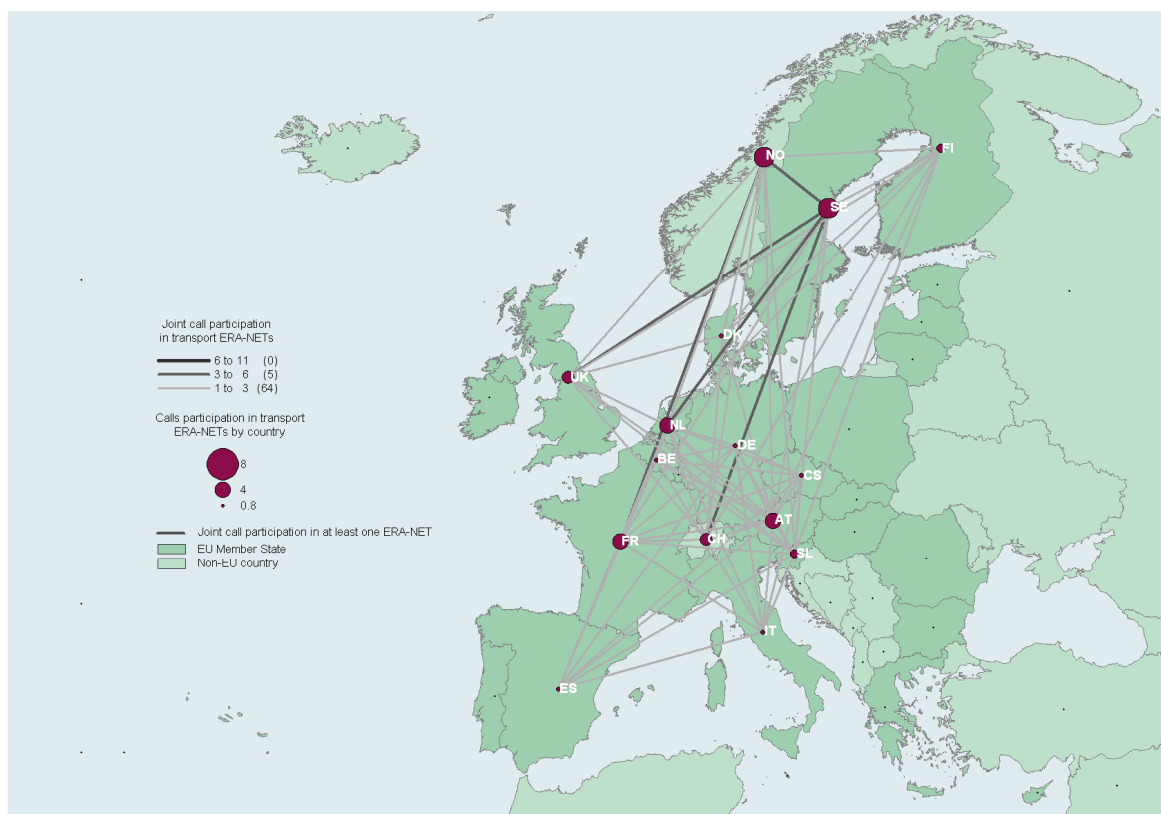 NO
FI
SE
DK
UK
NL
DE
BE
CS
AT
FR
CH
SL
IT
ES
Joint call participation
in transport ERA-NETs
6 to 11 (0)
3 to 6 (5)
1 to 3 (64)
Calls participation in transport
ERA-NETs by country
8
4
0.8
Joint call participation in at least one ERA-NET
EU Member State
Non-EU country